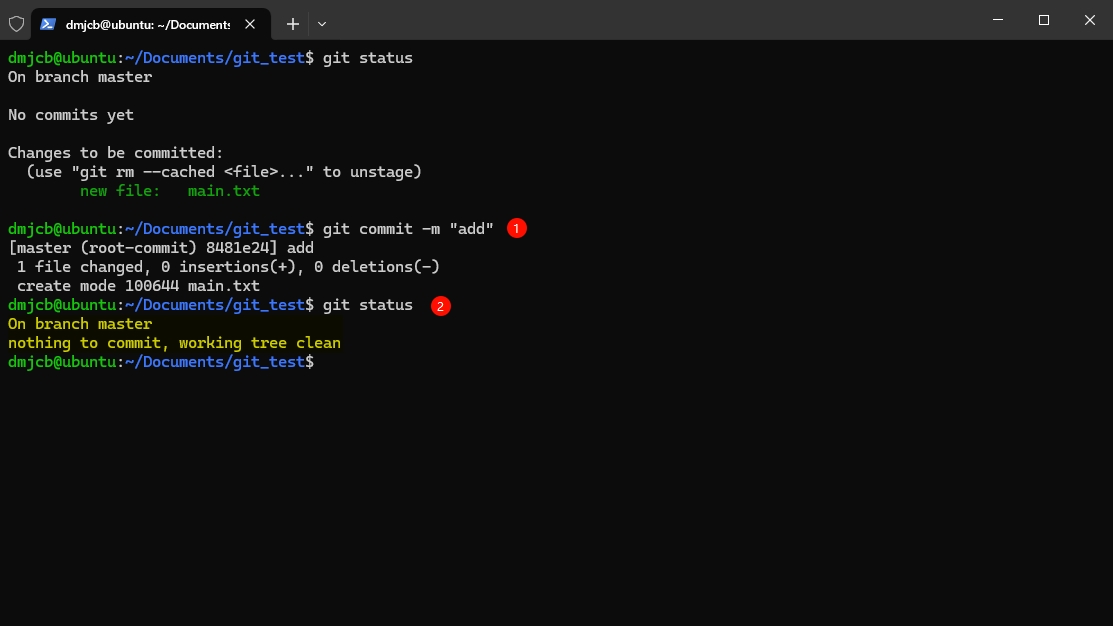 dmjcb@ubuntu: ~/Documents
dmjcb@ubuntu:~/Documents/git_test$ git status
On branch master
No commits yet
Changes to be committed:
  (use "git rm --cached <file>..." to unstage)
        new file:   main.txt
dmjcb@ubuntu:~/Documents/git_test$ git commit -m "add" 1
[master (root-commit) 8481e24] add
 1 file changed, 0 insertions(+), 0 deletions(-)
 create mode 100644 main.txt
dmjcb@ubuntu:~/Documents/git_test$ git status 2
On branch master
nothing to commit, working tree clean
dmjcb@ubuntu:~/Documents/git_test$